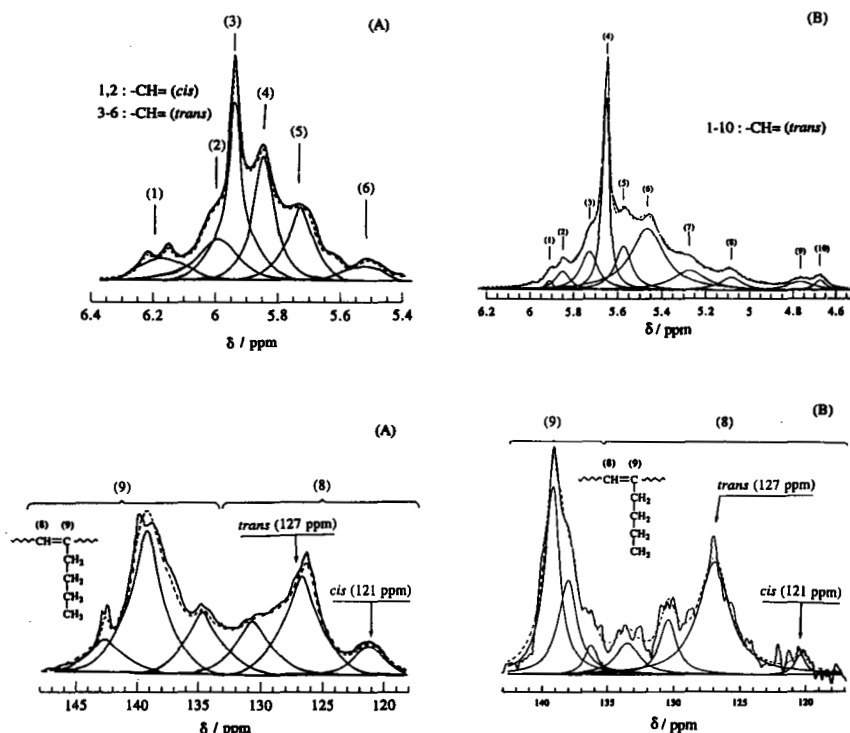 (A)
(3)
1,2 : -CH= (cis)
3-6 : -CH= (trans)
(4)
(2)
(5)
(1)
(6)
6.4 6.2 6 5.8 5.6 5.4
δ / ppm
(B)
(4)
1-10 : -CH= (trans)
(5)
(6)
(3)
(7)
(2)
(1)
(8)
(9)
(10)
6.2 6 5.8 5.6 5.4 5.2 5 4.8 4.6
δ / ppm
(A)
(9)
(8)
trans (127 ppm)
(8) (9)
CH=C
CH₂
CH₂
CH₂
CH₃
cis (121 ppm)
145 140 135 130 125 120
δ / ppm
(B)
(9)
(8)
(8) (9)
CH=C
CH₂
CH₂
CH₂
CH₃
trans (127 ppm)
cis (121 ppm)
140 135 130 125 120
δ / ppm